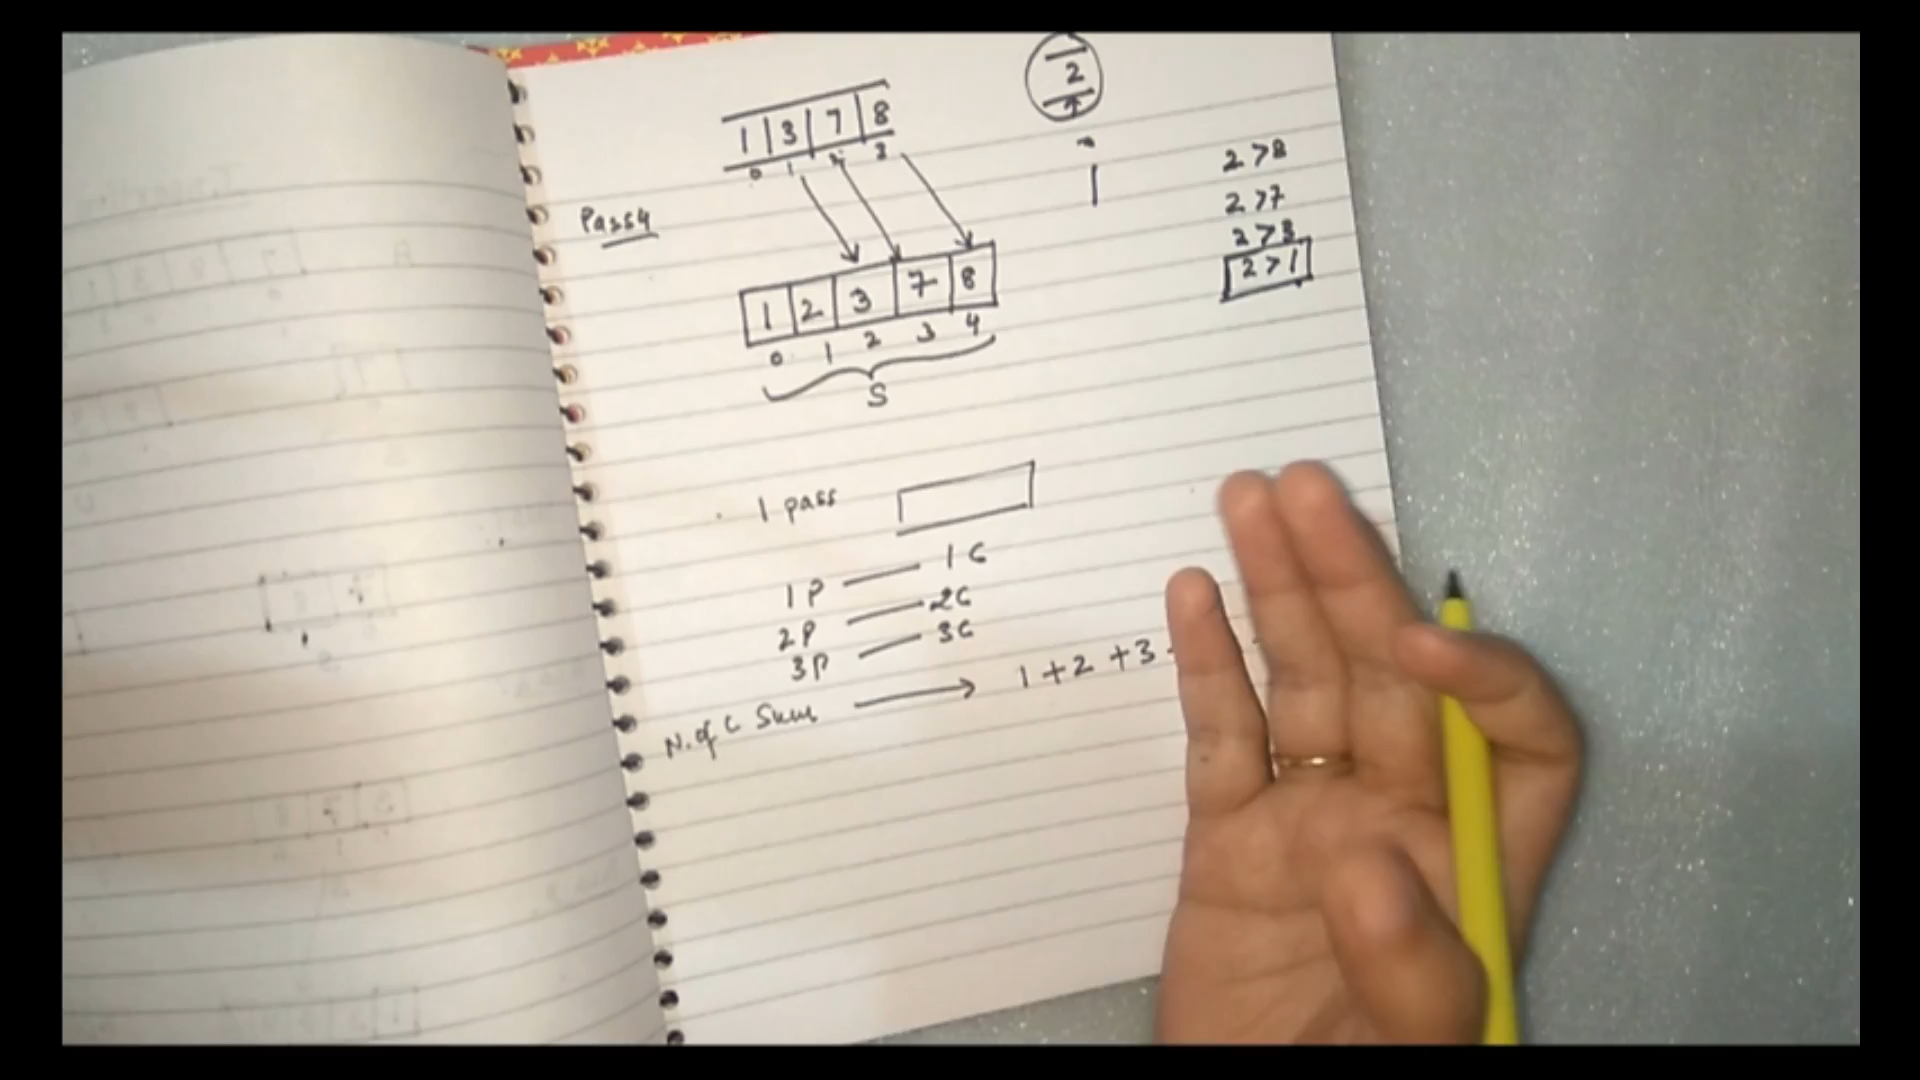 2
1 3 7 8
0 1 2 3
Pass4
2 > 8
2 > 7
2 > 3
2 > 1
1 2 3 7 8
0 1 2 3 4
S
1 pass
1P — 1C
2P — 2C
3P — 3C
N. of C Sum → 1 + 2 + 3